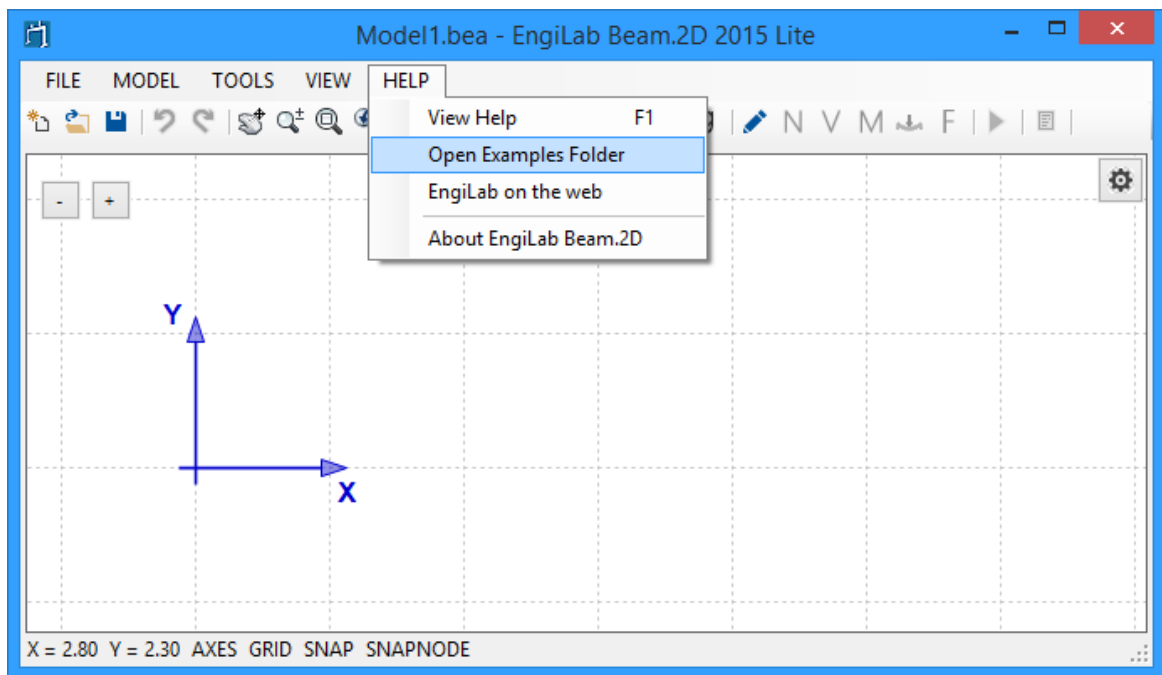 Model1.bea - EngiLab Beam.2D 2015 Lite
FILE MODEL TOOLS VIEW HELP
View Help F1
N V M F
Open Examples Folder
EngiLab on the web
About EngiLab Beam.2D
- +
Y
X
X = 2.80 Y = 2.30 AXES GRID SNAP SNAPNODE